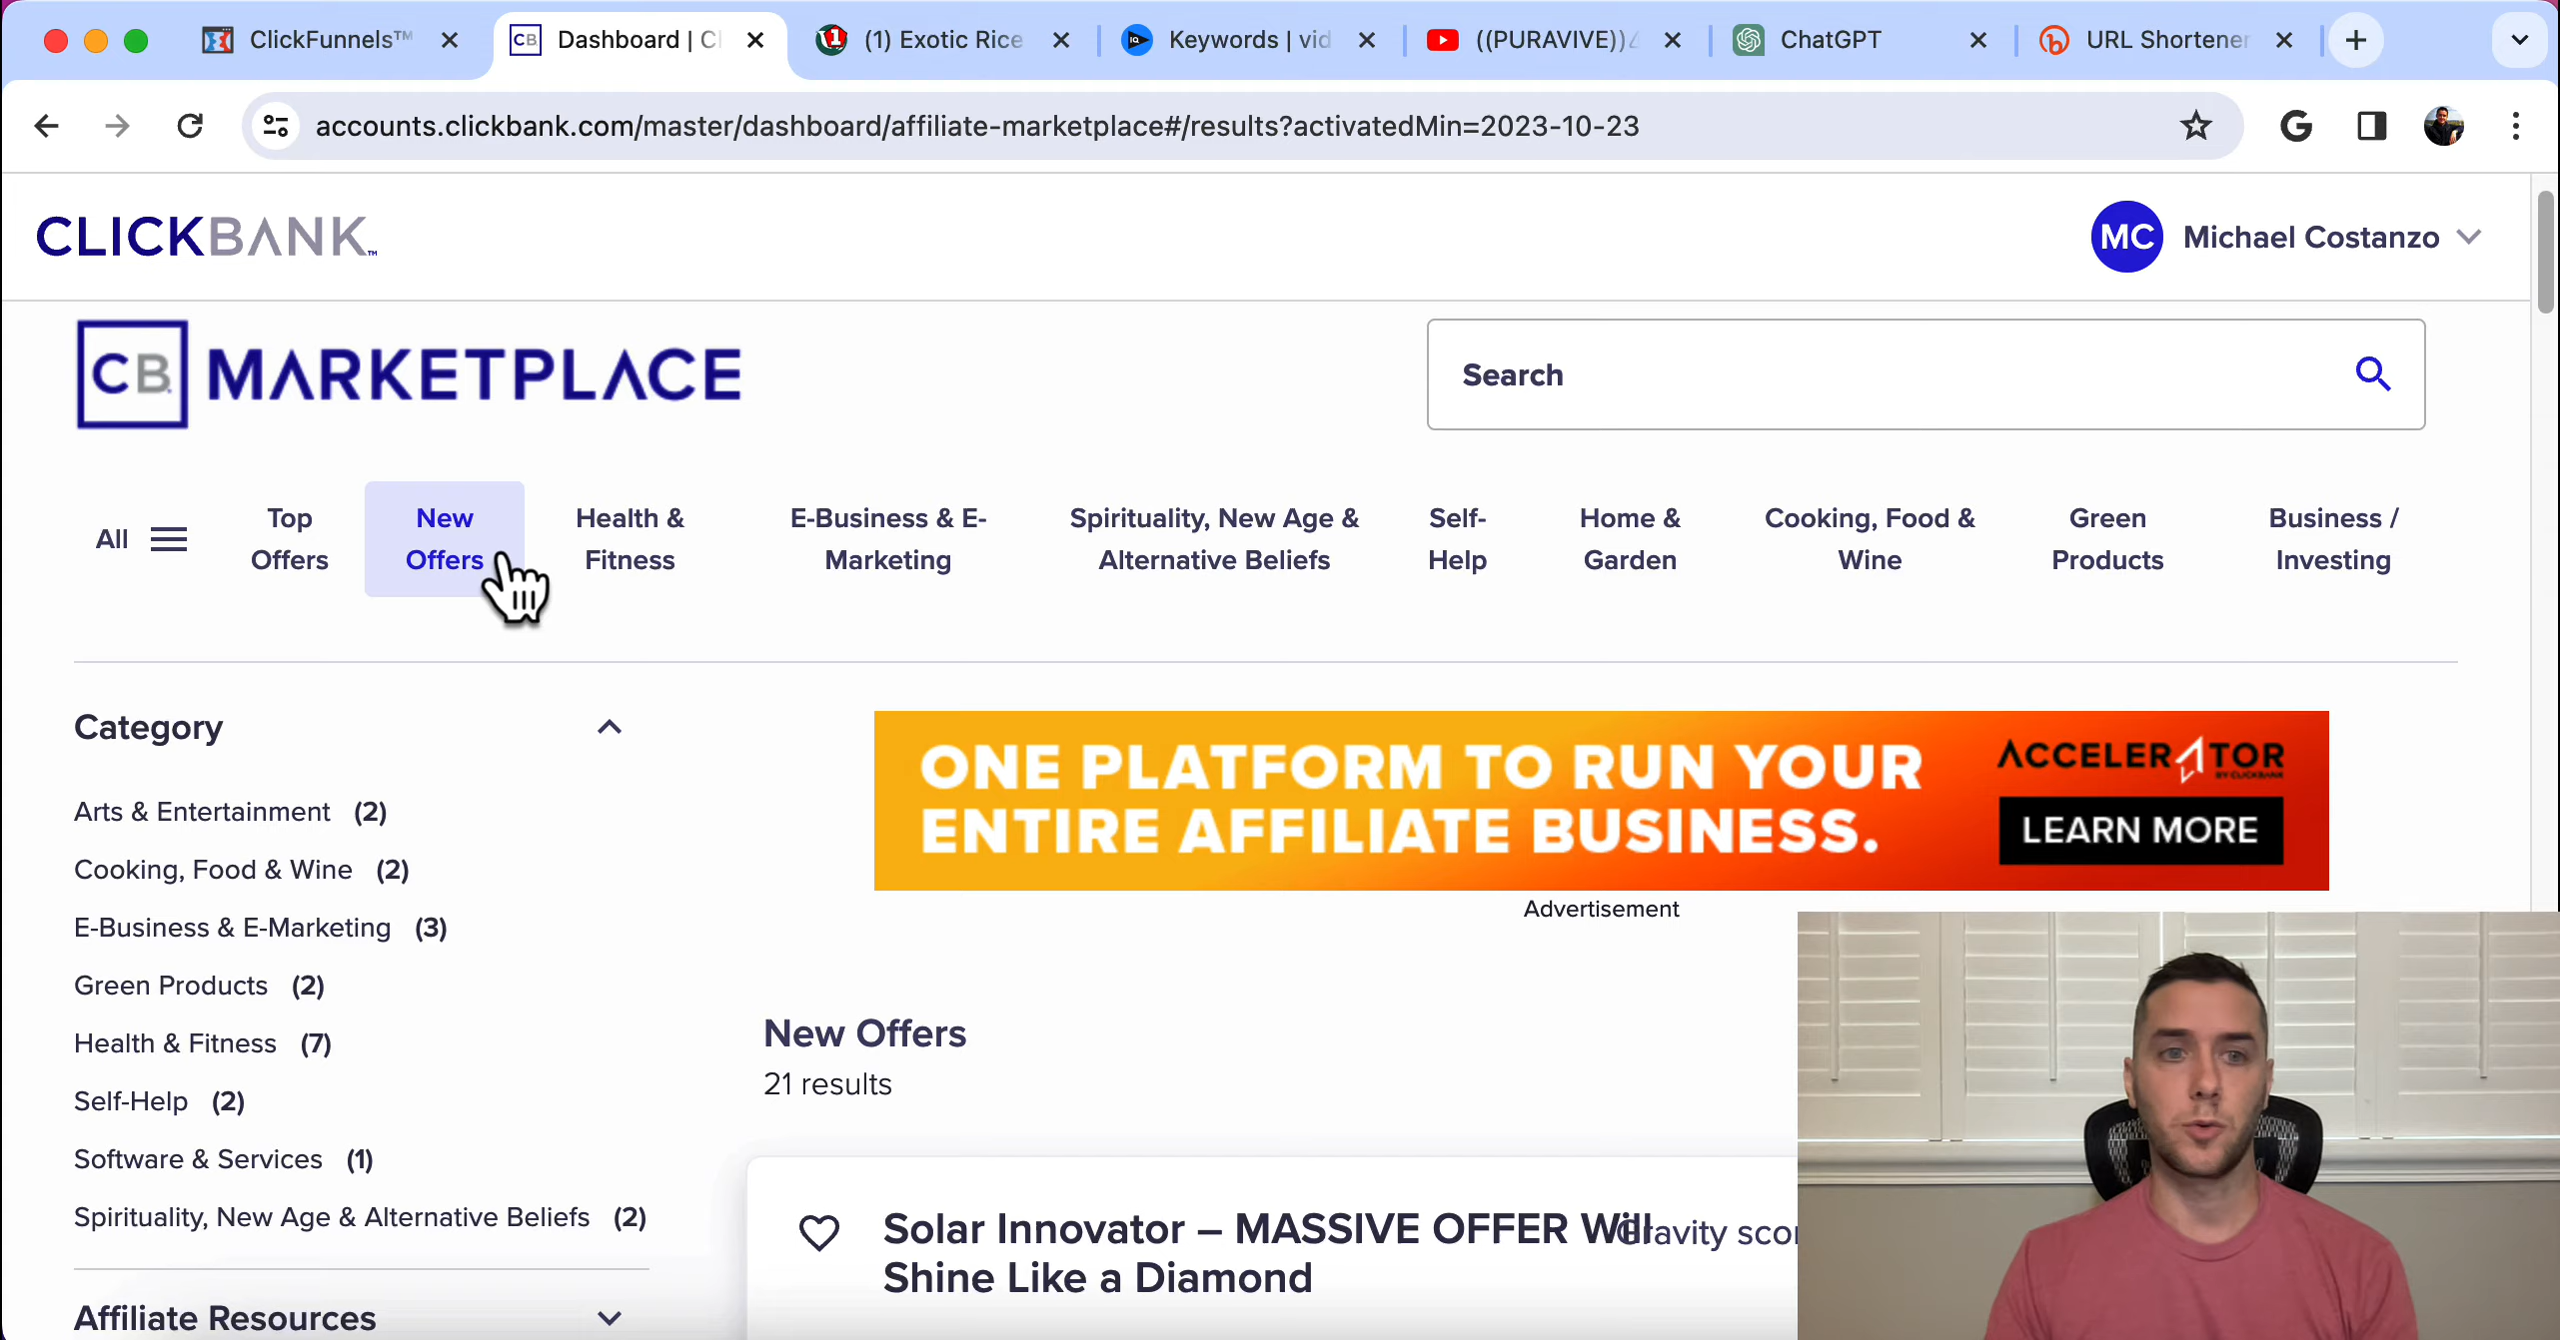 ClickFunnels™
Dashboard | Cl
(1) Exotic Rice
Keywords | vid
((PURAVIVE))
ChatGPT
URL Shortener
accounts.clickbank.com/master/dashboard/affiliate-marketplace#/results?activatedMin=2023-10-23
CLICKBANK™
MC Michael Costanzo
CB MARKETPLACE
Search
All
Top
Offers
New
Offers
Health &
Fitness
E-Business & E-
Marketing
Spirituality, New Age &
Alternative Beliefs
Self-
Help
Home &
Garden
Cooking, Food &
Wine
Green
Products
Business /
Investing
Category
Arts & Entertainment (2)
Cooking, Food & Wine (2)
E-Business & E-Marketing (3)
Green Products (2)
Health & Fitness (7)
Self-Help (2)
Software & Services (1)
Spirituality, New Age & Alternative Beliefs (2)
Affiliate Resources
ONE PLATFORM TO RUN YOUR
ENTIRE AFFILIATE BUSINESS.
ACCELERATOR
BY CLICKBANK
LEARN MORE
Advertisement
New Offers
21 results
Solar Innovator – MASSIVE OFFER Will
Shine Like a Diamond
Gravity scor